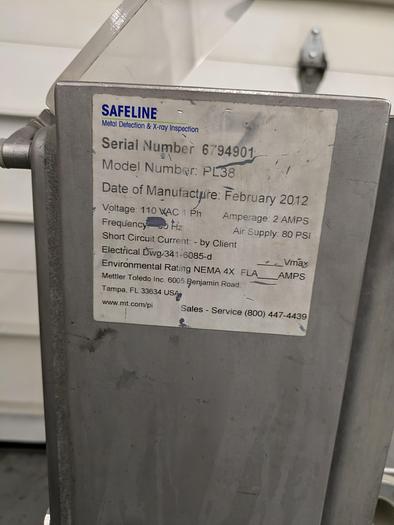 SAFELINE
Metal Detection & X-ray Inspection
Serial Number 6794901
Model Number: PL38
Date of Manufacture: February 2012
Voltage: 110 VAC 1 Ph Amperage: 2 AMPS
Frequency: Hz Air Supply: 80 PSI
Short Circuit Current: - by Client
Electrical Dwg-341-6085-d Vmax
Environmental Rating NEMA 4X FLA____AMPS
Mettler Toledo Inc. 6005 Benjamin Road
Tampa, FL 33634 USA
www.mt.com/pi Sales - Service (800) 447-4439